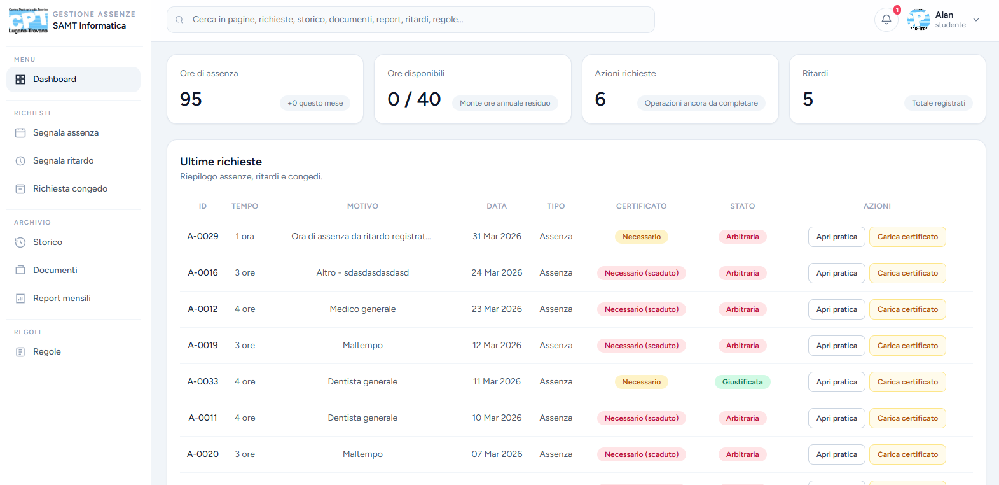 Centro Professionale Tecnico
CPT
Lugano-Trevano
GESTIONE ASSENZE
SAMT Informatica
Cerca in pagine, richieste, storico, documenti, report, ritardi, regole...
1
Alan
studente
MENU
Dashboard
RICHIESTE
Segnala assenza
Segnala ritardo
Richiesta congedo
ARCHIVIO
Storico
Documenti
Report mensili
REGOLE
Regole
Ore di assenza
95
+0 questo mese
Ore disponibili
0 / 40
Monte ore annuale residuo
Azioni richieste
6
Operazioni ancora da completare
Ritardi
5
Totale registrati
Ultime richieste
Riepilogo assenze, ritardi e congedi.
ID TEMPO MOTIVO DATA TIPO CERTIFICATO STATO AZIONI
A-0029 1 ora Ora di assenza da ritardo registrat... 31 Mar 2026 Assenza Necessario Arbitraria Apri pratica Carica certificato
A-0016 3 ore Altro - sdasdasdasdasd 24 Mar 2026 Assenza Necessario (scaduto) Arbitraria Apri pratica Carica certificato
A-0012 4 ore Medico generale 23 Mar 2026 Assenza Necessario (scaduto) Arbitraria Apri pratica Carica certificato
A-0019 3 ore Maltempo 12 Mar 2026 Assenza Necessario (scaduto) Arbitraria Apri pratica Carica certificato
A-0033 4 ore Dentista generale 11 Mar 2026 Assenza Necessario Giustificata Apri pratica Carica certificato
A-0011 4 ore Dentista generale 10 Mar 2026 Assenza Necessario (scaduto) Arbitraria Apri pratica Carica certificato
A-0020 3 ore Maltempo 07 Mar 2026 Assenza Necessario (scaduto) Arbitraria Apri pratica Carica certificato